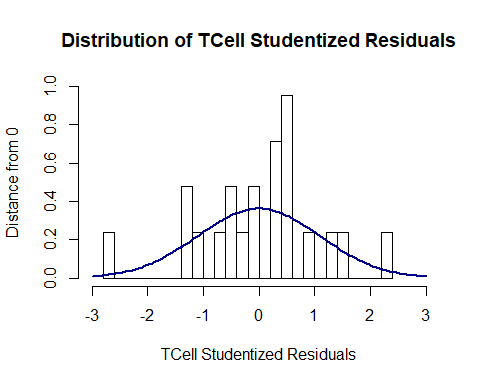 Distribution of TCell Studentized Residuals
Distance from 0
1.0
0.8
0.6
0.4
0.2
0.0
-3 -2 -1 0 1 2 3
TCell Studentized Residuals